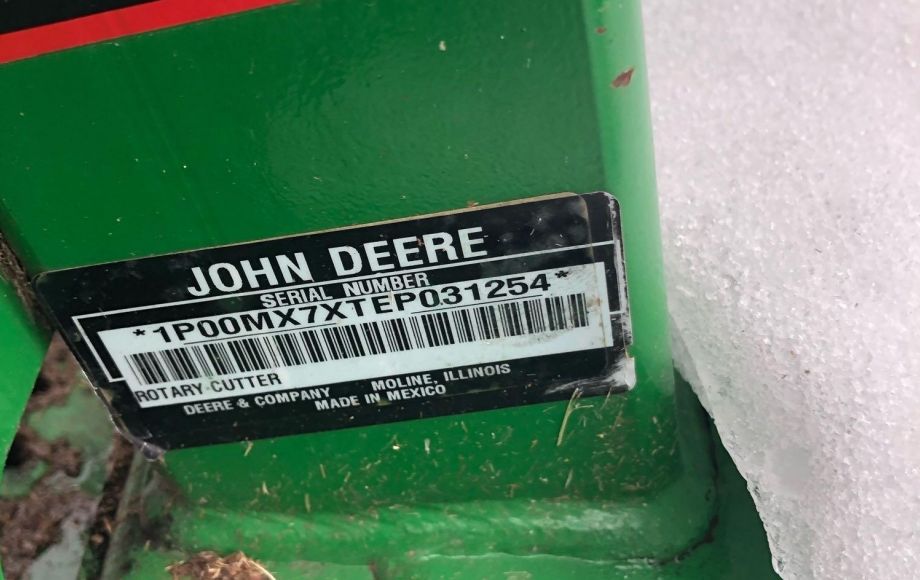 JOHN DEERE
SERIAL NUMBER
*1P00MX7XTEP031254*
ROTARY CUTTER
DEERE & COMPANY MOLINE, ILLINOIS
MADE IN MEXICO